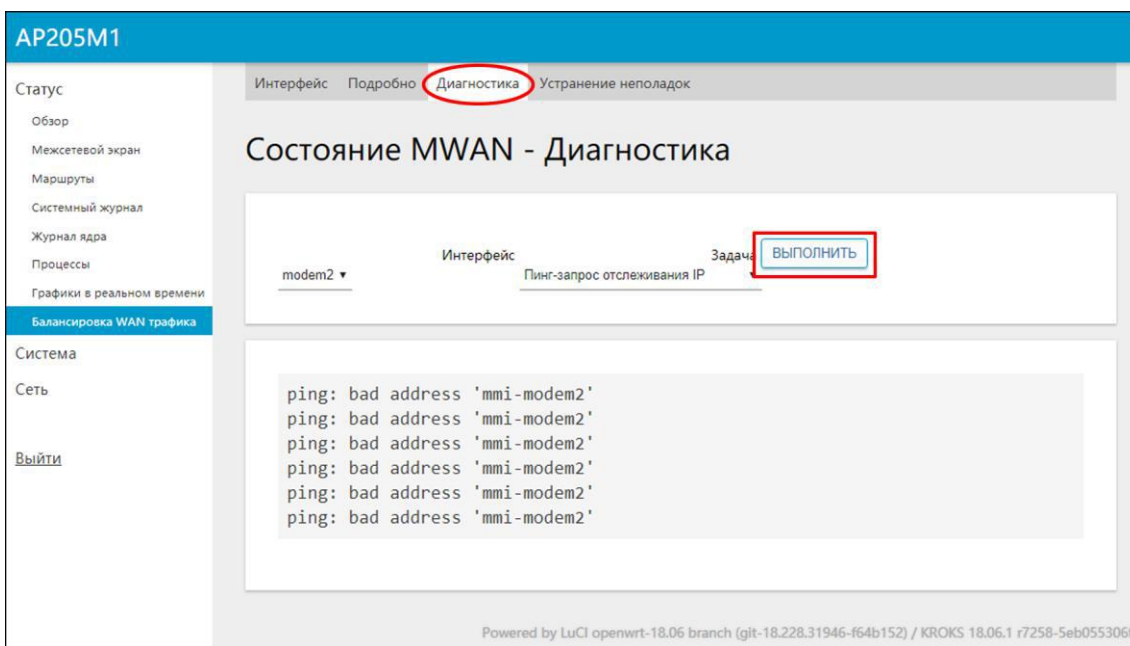 AP205M1
Статус
Обзор
Межсетевой экран
Маршруты
Системный журнал
Журнал ядра
Процессы
Графики в реальном времени
Балансировка WAN трафика
Система
Сеть
Выйти
Интерфейс Подробно Диагностика Устранение неполадок
Состояние MWAN - Диагностика
Интерфейс Задача ВЫПОЛНИТЬ
modem2 ▾ Пинг-запрос отслеживания IP
ping: bad address 'mmi-modem2'
ping: bad address 'mmi-modem2'
ping: bad address 'mmi-modem2'
ping: bad address 'mmi-modem2'
ping: bad address 'mmi-modem2'
ping: bad address 'mmi-modem2'
Powered by LuCI openwrt-18.06 branch (git-18.228.31946-f64b152) / KROKS 18.06.1 r7258-5eb055306